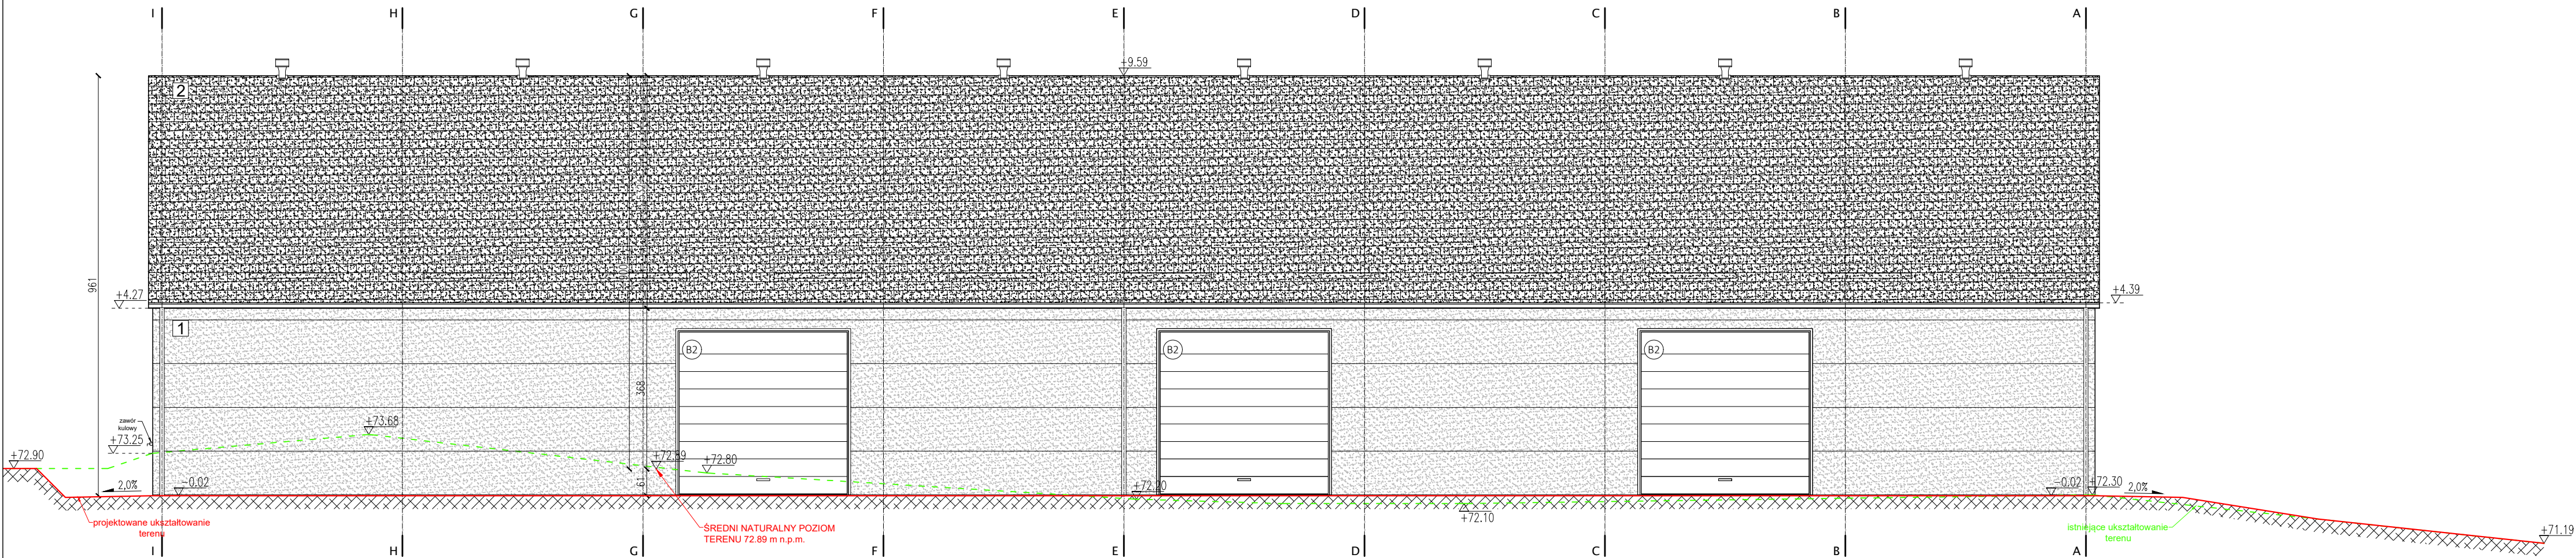 I H G F E D C B A
+9.59
2
961
+4.27
+4.39
1
B2 B2 B2
368
zawór
kulowy
+73.25
+73.68
+72.90
+72.89
+72.80
2,0%
-0.02
61
+72.20
-0.02
+72.30
2,0%
projektowane ukształtowanie
terenu
ŚREDNI NATURALNY POZIOM
TERENU 72.89 m n.p.m.
+72.10
istniejące ukształtowanie
terenu
+71.19
I H G F E D C B A